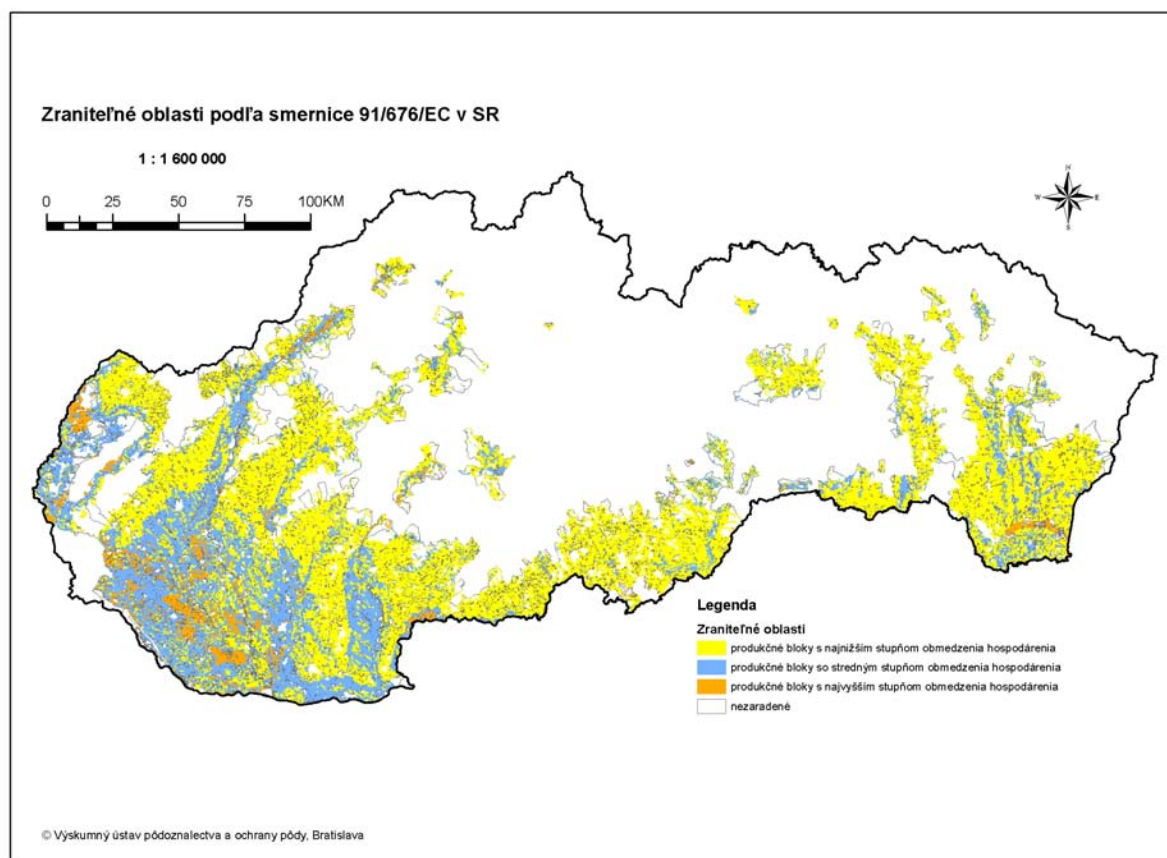 Zraniteľné oblasti podľa smernice 91/676/EC v SR
1 : 1 600 000
0 25 50 75 100KM
N
W E
S
Legenda
Zraniteľné oblasti
produkčné bloky s najnižším stupňom obmedzenia hospodárenia
produkčné bloky so stredným stupňom obmedzenia hospodárenia
produkčné bloky s najvyšším stupňom obmedzenia hospodárenia
nezaradené
© Výskumný ústav pôdoznalectva a ochrany pôdy, Bratislava